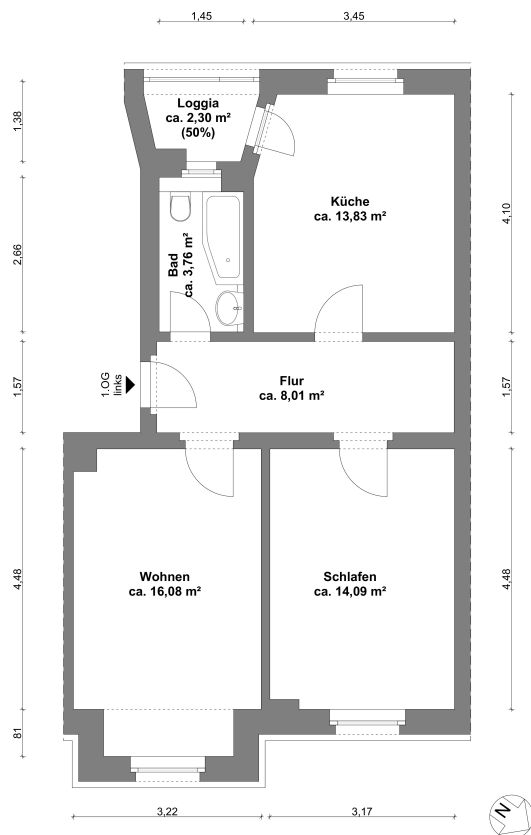 1,45
3,45
Loggia
ca. 2,30 m²
(50%)
1,38
Küche
ca. 13,83 m²
4,10
2,66
Bad
ca. 3,76 m²
1.OG
links
1,57
Flur
ca. 8,01 m²
1,57
Wohnen
ca. 16,08 m²
Schlafen
ca. 14,09 m²
4,48
4,48
81
3,22
3,17
N